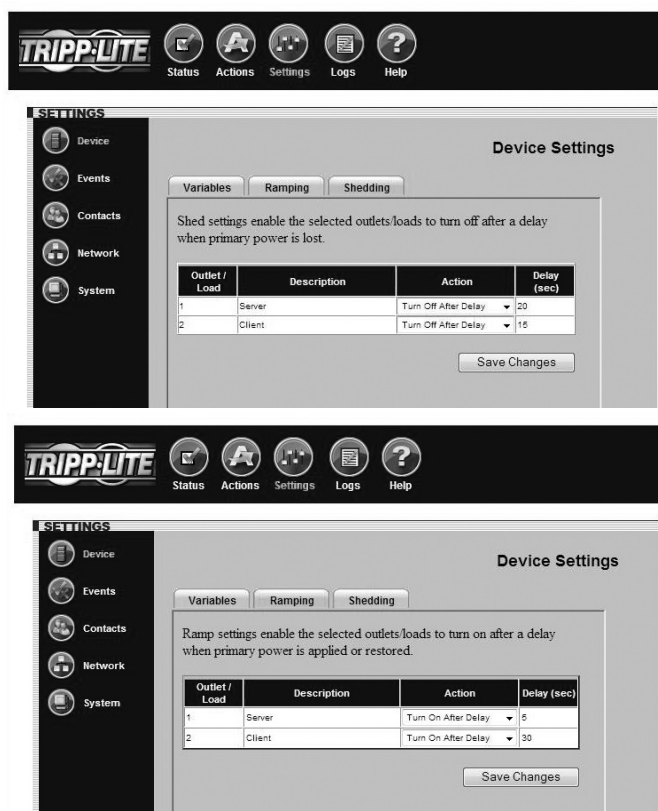 TRIPP·LITE
Status Actions Settings Logs Help
SETTINGS
Device
Events
Contacts
Network
System
Device Settings
Variables Ramping Shedding
Shed settings enable the selected outlets/loads to turn off after a delay
when primary power is lost.
Outlet / Load Description Action Delay (sec)
1 Server Turn Off After Delay 20
2 Client Turn Off After Delay 15
Save Changes
TRIPP·LITE
Status Actions Settings Logs Help
SETTINGS
Device
Events
Contacts
Network
System
Device Settings
Variables Ramping Shedding
Ramp settings enable the selected outlets/loads to turn on after a delay
when primary power is applied or restored.
Outlet / Load Description Action Delay (sec)
1 Server Turn On After Delay 5
2 Client Turn On After Delay 30
Save Changes